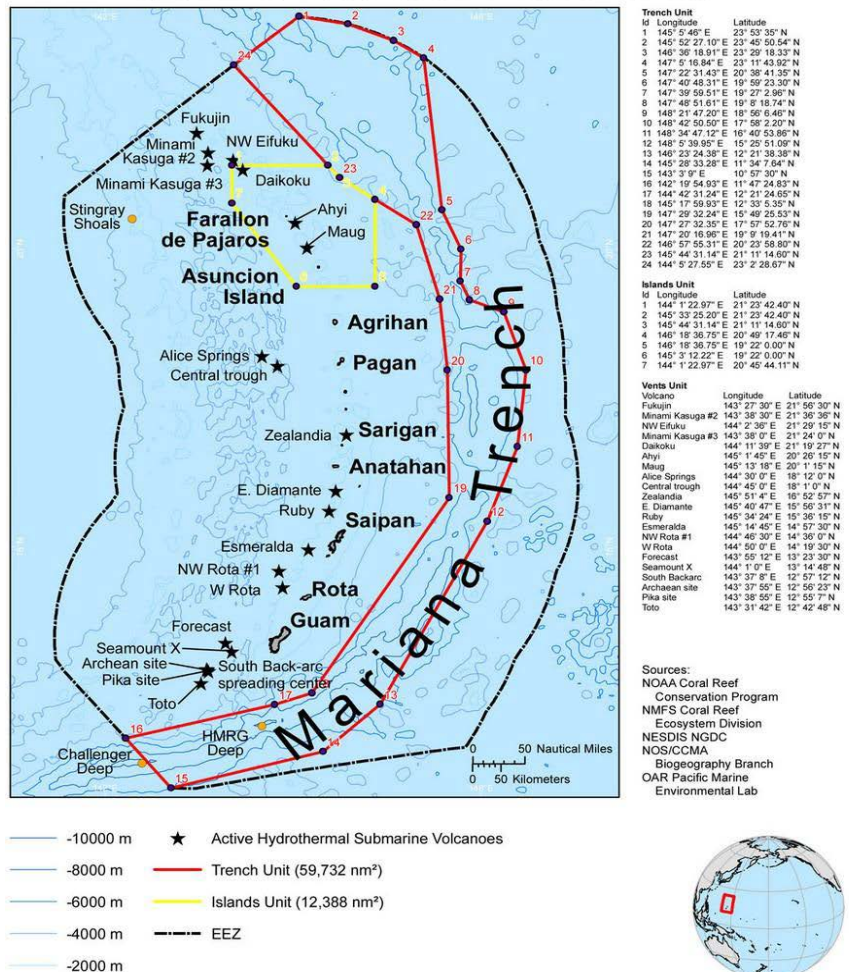 Fukujin
Minami
Kasuga #2
NW Eifuku
Minami Kasuga #3
Daikoku
Stingray
Shoals
Farallon
de Pajaros
Ahyi
Maug
Asuncion
Island
Agrihan
Alice Springs
Central trough
Pagan
Zealandia
Sarigan
Anatahan
E. Diamante
Ruby
Saipan
Esmeralda
NW Rota #1
W Rota
Rota
Guam
Forecast
Seamount X
Archean site
Pika site
Toto
South Back-arc
spreading center
HMRG
Deep
Challenger
Deep
Mariana Trench
1
2
3
4
5
6
7
8
9
10
11
12
13
14
15
16
17
19
20
21
22
23
24
0 50 Nautical Miles
0 50 Kilometers
Trench Unit
Id Longitude Latitude
1 145° 5' 46" E 23° 53' 35" N
2 145° 52' 27.10" E 23° 45' 50.54" N
3 146° 36' 18.91" E 23° 29' 18.33" N
4 147° 5' 16.84" E 23° 11' 43.92" N
5 147° 22' 31.43" E 20° 38' 41.35" N
6 147° 40' 48.31" E 19° 59' 23.30" N
7 147° 39' 59.51" E 19° 27' 2.96" N
8 147° 48' 51.61" E 19° 8' 18.74" N
9 148° 21' 47.20" E 18° 56' 6.46" N
10 148° 42' 50.50" E 17° 58' 2.20" N
11 148° 34' 47.12" E 16° 40' 53.86" N
12 148° 5' 39.95" E 15° 25' 51.09" N
13 146° 23' 24.38" E 12° 21' 38.38" N
14 145° 28' 33.28" E 11° 34' 7.64" N
15 143° 3' 9" E 10° 57' 30" N
16 142° 19' 54.93" E 11° 47' 24.83" N
17 144° 42' 31.24" E 12° 21' 24.65" N
18 145° 17' 59.93" E 12° 33' 5.35" N
19 147° 29' 32.24" E 15° 49' 25.53" N
20 147° 27' 32.35" E 17° 57' 52.76" N
21 147° 20' 16.96" E 19° 9' 19.41" N
22 146° 57' 55.31" E 20° 23' 58.80" N
23 145° 44' 31.14" E 21° 11' 14.60" N
24 144° 5' 27.55" E 23° 2' 28.67" N
Islands Unit
Id Longitude Latitude
1 144° 1' 22.97" E 21° 23' 42.40" N
2 145° 33' 25.20" E 21° 23' 42.40" N
3 145° 44' 31.14" E 21° 11' 14.60" N
4 146° 18' 36.75" E 20° 49' 17.46" N
5 146° 18' 36.75" E 19° 22' 0.00" N
6 145° 3' 12.22" E 19° 22' 0.00" N
7 144° 1' 22.97" E 20° 45' 44.11" N
Vents Unit
Volcano Longitude Latitude
Fukujin 143° 27' 30" E 21° 56' 30" N
Minami Kasuga #2 143° 38' 30" E 21° 36' 36" N
NW Eifuku 144° 2' 36" E 21° 29' 15" N
Minami Kasuga #3 143° 38' 0" E 21° 24' 0" N
Daikoku 144° 11' 39" E 21° 19' 27" N
Ahyi 145° 1' 45" E 20° 26' 15" N
Maug 145° 13' 18" E 20° 1' 15" N
Alice Springs 144° 30' 0" E 18° 12' 0" N
Central trough 144° 45' 0" E 18° 1' 0" N
Zealandia 145° 51' 4" E 16° 52' 57" N
E. Diamante 145° 40' 47" E 15° 56' 31" N
Ruby 145° 34' 24" E 15° 36' 15" N
Esmeralda 145° 14' 45" E 14° 57' 30" N
NW Rota #1 144° 46' 30" E 14° 36' 0" N
W Rota 144° 50' 0" E 14° 19' 30" N
Forecast 143° 55' 12" E 13° 23' 30" N
Seamount X 144° 1' 0" E 13° 14' 48" N
South Backarc 143° 37' 8" E 12° 57' 12" N
Archaean site 143° 37' 55" E 12° 56' 23" N
Pika site 143° 38' 55" E 12° 55' 7" N
Toto 143° 31' 42" E 12° 42' 48" N
Sources:
NOAA Coral Reef
Conservation Program
NMFS Coral Reef
Ecosystem Division
NESDIS NGDC
NOS/CCMA
Biogeography Branch
OAR Pacific Marine
Environmental Lab
-10000 m
-8000 m
-6000 m
-4000 m
-2000 m
Active Hydrothermal Submarine Volcanoes
Trench Unit (59,732 nm²)
Islands Unit (12,388 nm²)
EEZ